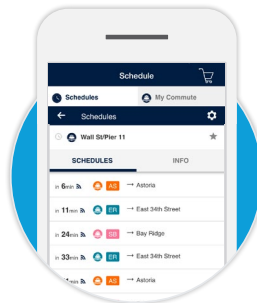 Schedule
Schedules My Commute
Schedules
Wall St/Pier 11
SCHEDULES INFO
in 6min AS → Astoria
in 11min ER → East 34th Street
in 24min SB → Bay Ridge
in 33min ER → East 34th Street
AS → Astoria